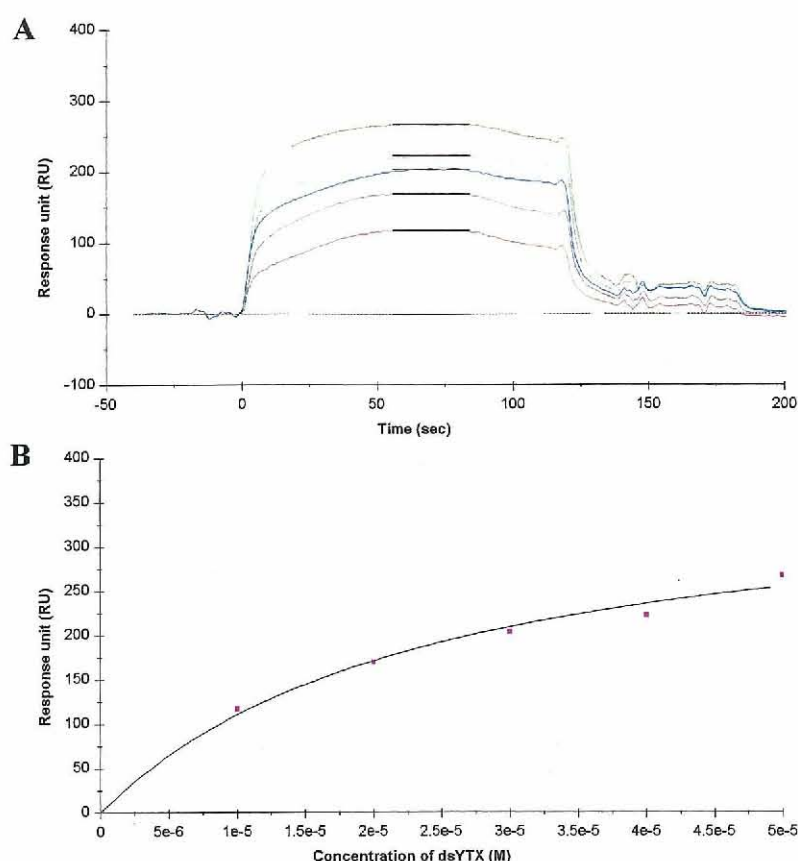 A
400
300
200
100
0
-100
Response unit (RU)
-50 0 50 100 150 200
Time (sec)
B
400
350
300
250
200
150
100
50
0
Response unit (RU)
0 5e-6 1e-5 1.5e-5 2e-5 2.5e-5 3e-5 3.5e-5 4e-5 4.5e-5 5e-5
Concentration of dsYTX (M)